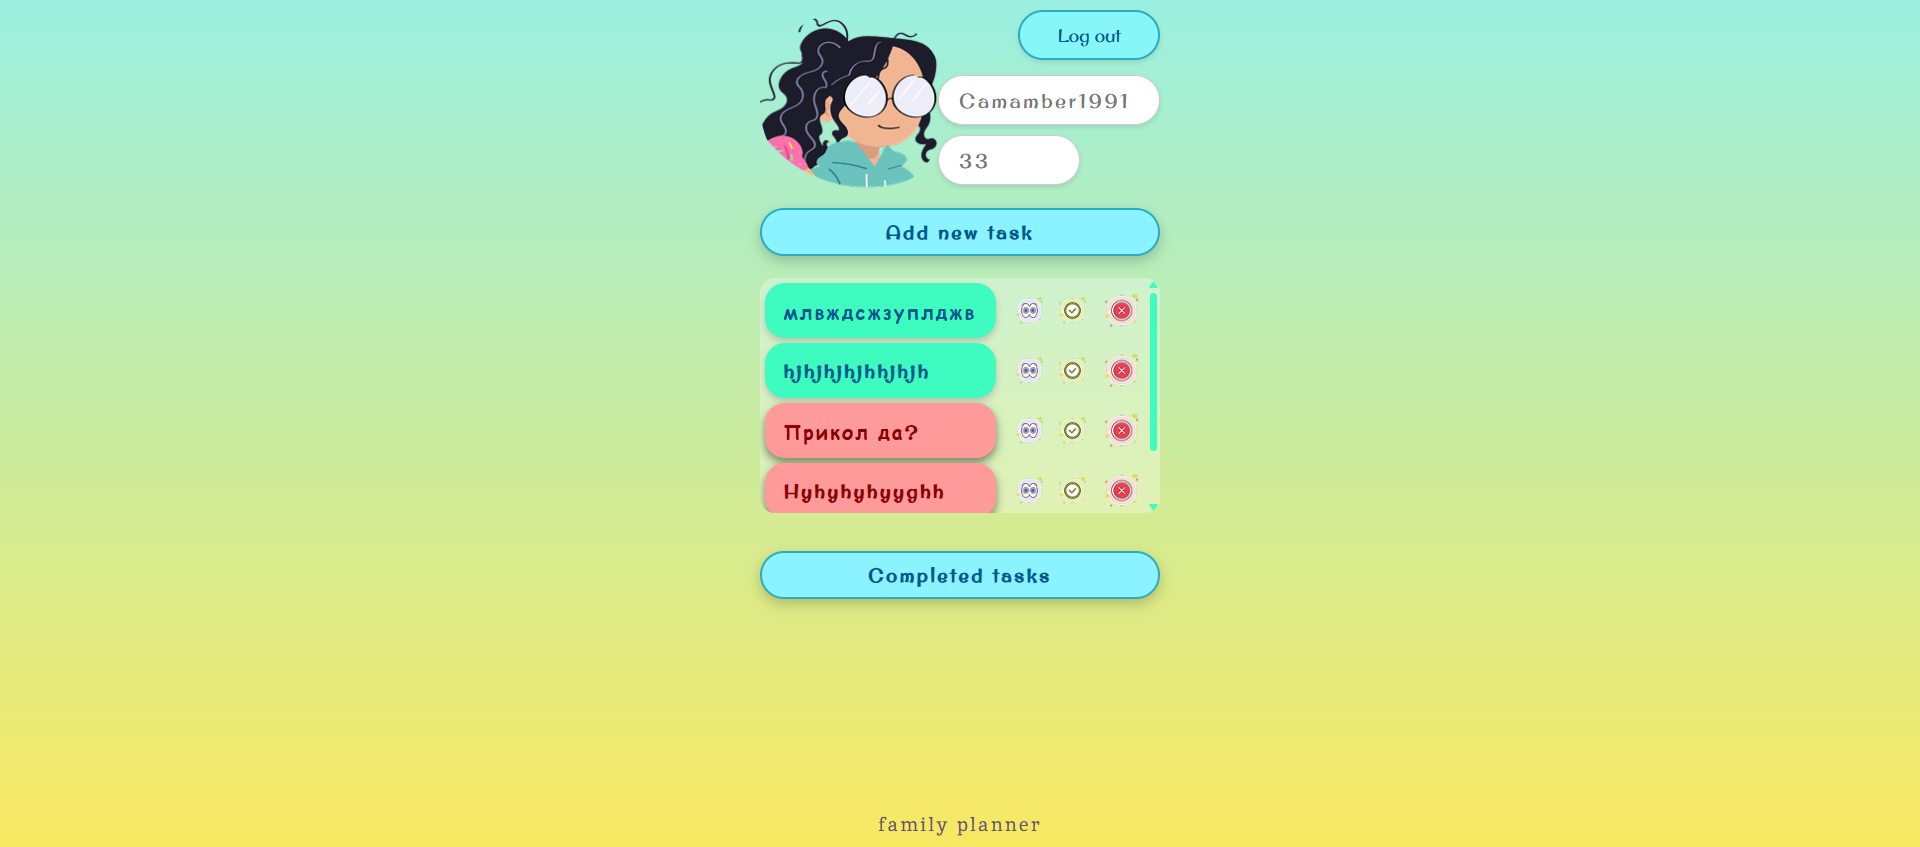 Log out
Camamber1991
33
Add new task
млвждсжзуплджв
hjhjhjhjhhjhjh
Прикол да?
Hyhyhyhyyghh
Completed tasks
family planner